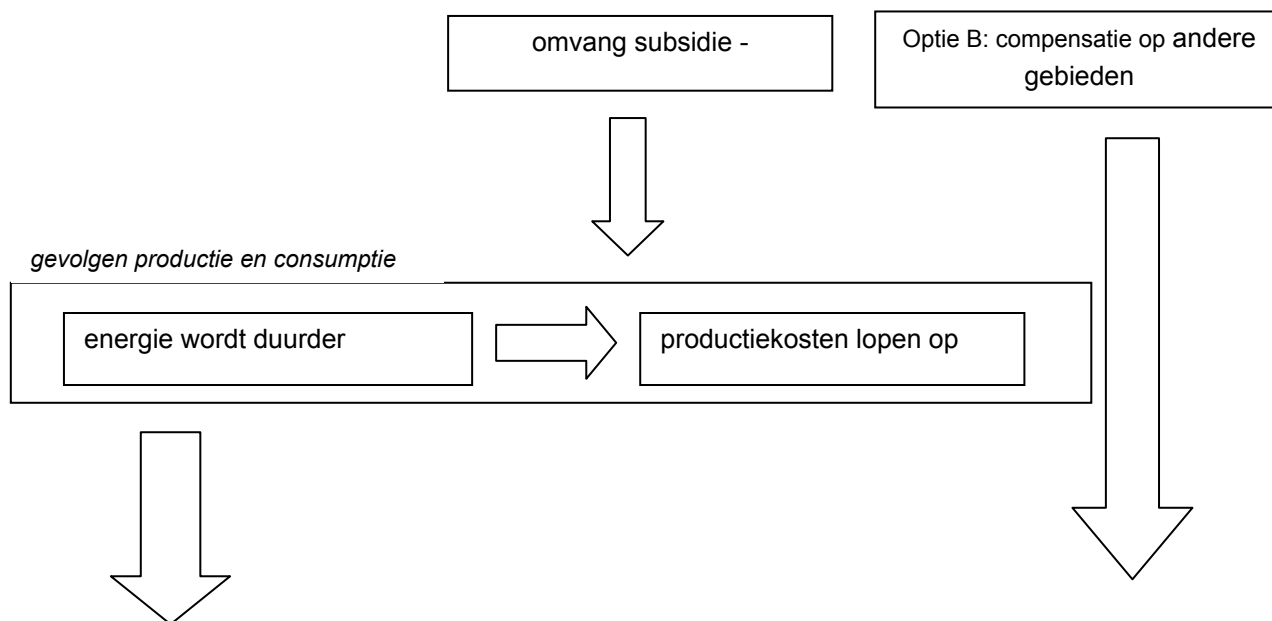 omvang subsidie -
Optie B: compensatie op andere
gebieden
gevolgen productie en consumptie
energie wordt duurder
productiekosten lopen op